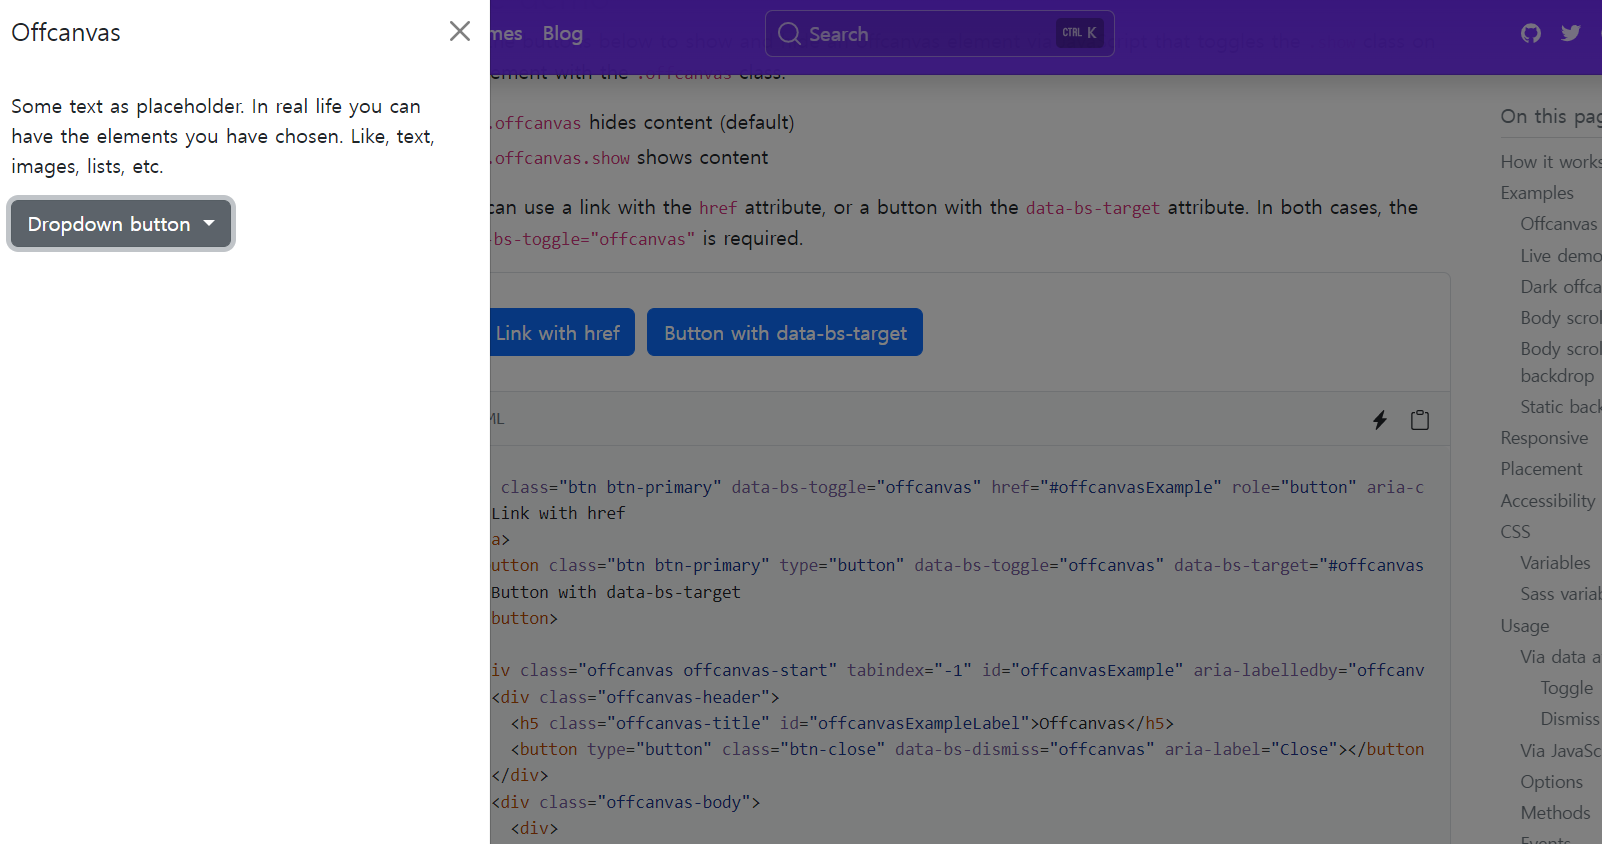 Offcanvas
Some text as placeholder. In real life you can
have the elements you have chosen. Like, text,
images, lists, etc.
Dropdown button
mes Blog
Search
CTRL K
below to show an
ment with the .offcanvas class.
.offcanvas hides content (default)
.offcanvas.show shows content
can use a link with the href attribute, or a button with the data-bs-target attribute. In both cases, the
-bs-toggle="offcanvas" is required.
Link with href
Button with data-bs-target
ML
class="btn btn-primary" data-bs-toggle="offcanvas" href="#offcanvasExample" role="button" aria-c
Link with href
a>
utton class="btn btn-primary" type="button" data-bs-toggle="offcanvas" data-bs-target="#offcanvas
Button with data-bs-target
button>
iv class="offcanvas offcanvas-start" tabindex="-1" id="offcanvasExample" aria-labelledby="offcanv
<div class="offcanvas-header">
<h5 class="offcanvas-title" id="offcanvasExampleLabel">Offcanvas</h5>
<button type="button" class="btn-close" data-bs-dismiss="offcanvas" aria-label="Close"></button
</div>
<div class="offcanvas-body">
<div>
On this pag
How it works
Examples
Offcanvas
Live demo
Dark offca
Body scrol
Body scrol
backdrop
Static back
Responsive
Placement
Accessibility
CSS
Variables
Sass variab
Usage
Via data a
Toggle
Dismiss
Via JavaSc
Options
Methods
Events